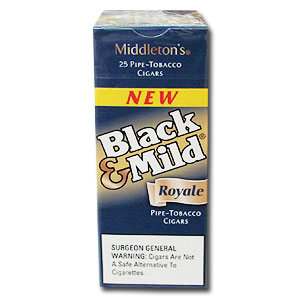 Middleton's®
25 Pipe-Tobacco
Cigars
NEW
Black
& Mild®
Royale
Pipe-Tobacco
Cigars
SURGEON GENERAL
WARNING: Cigars Are Not
A Safe Alternative To
Cigarettes.